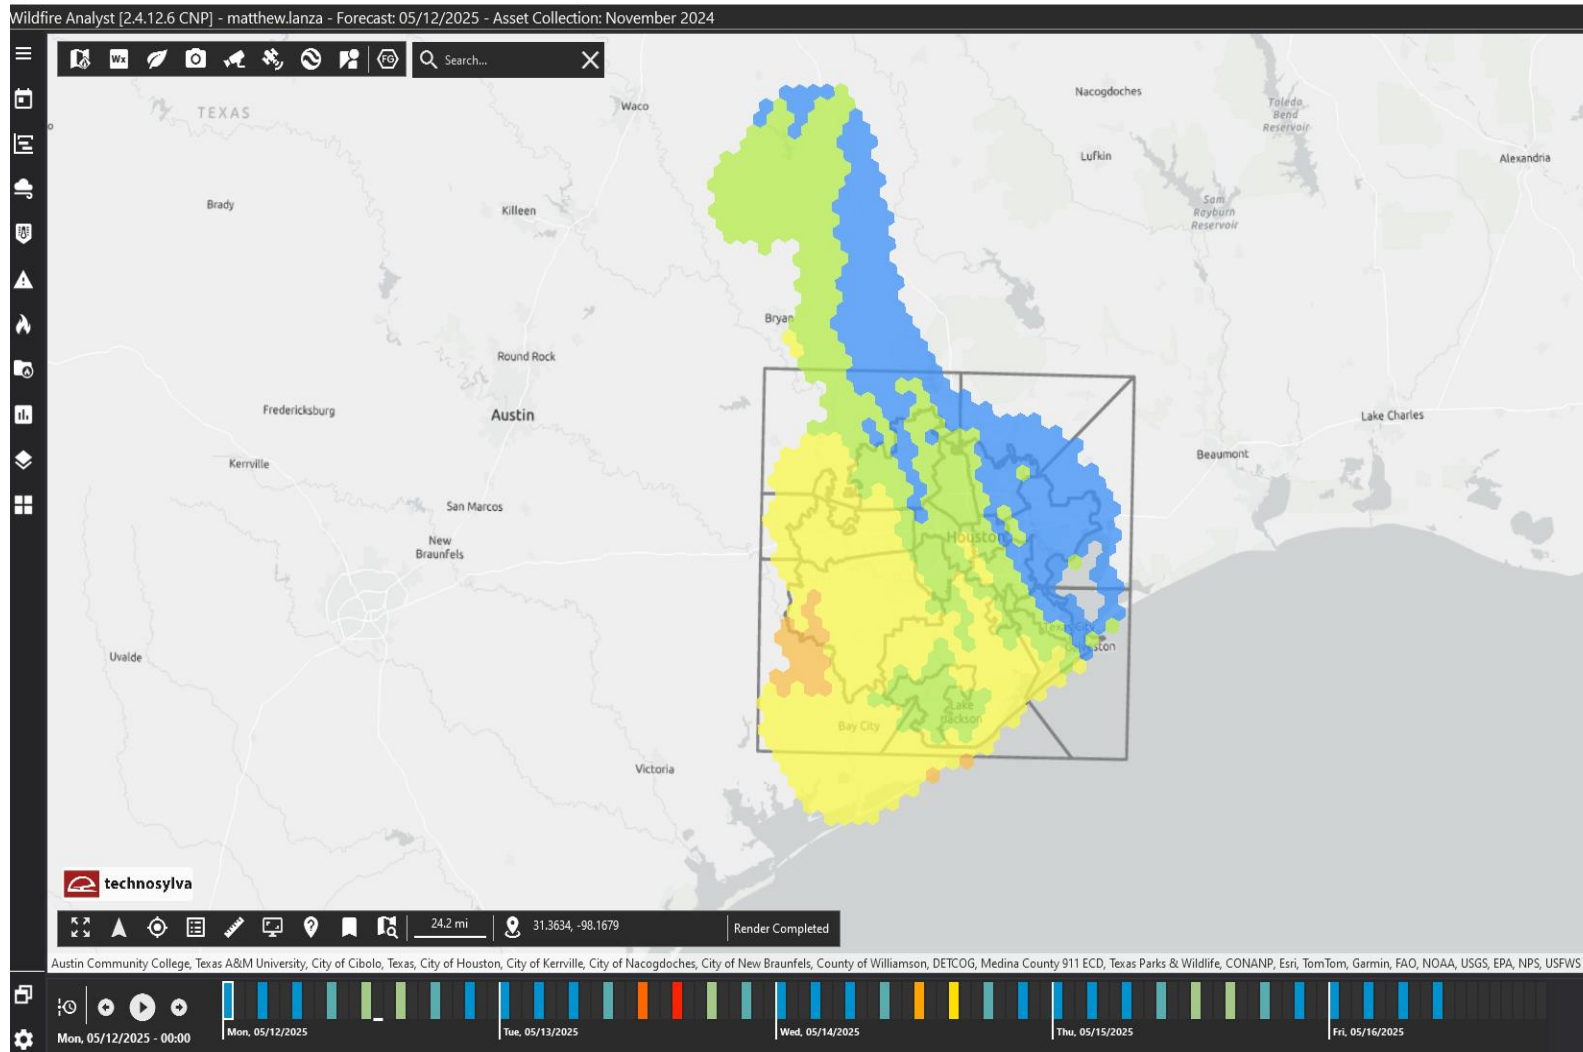 Wildfire Analyst [2.4.12.6 CNP] - matthew.lanza - Forecast: 05/12/2025 - Asset Collection: November 2024
Wx
FG
Search...
TEXAS
Waco
Nacogdoches
Toledo
Bend
Reservoir
Lufkin
Alexandria
Brady
Killeen
Sam
Rayburn
Reservoir
Bryan
Round Rock
Fredericksburg
Austin
Lake Charles
Beaumont
Kerrville
San Marcos
New
Braunfels
Houston
Texas City
Uvalde
Lake
Jackson
Bay City
Victoria
technosylva
24.2 mi
31.3634, -98.1679
Render Completed
Austin Community College, Texas A&M University, City of Cibolo, Texas, City of Houston, City of Kerrville, City of Nacogdoches, City of New Braunfels, County of Williamson, DETCOG, Medina County 911 ECD, Texas Parks & Wildlife, CONANP, Esri, TomTom, Garmin, FAO, NOAA, USGS, EPA, NPS, USFWS
Mon, 05/12/2025 - 00:00
Mon, 05/12/2025
Tue, 05/13/2025
Wed, 05/14/2025
Thu, 05/15/2025
Fri, 05/16/2025